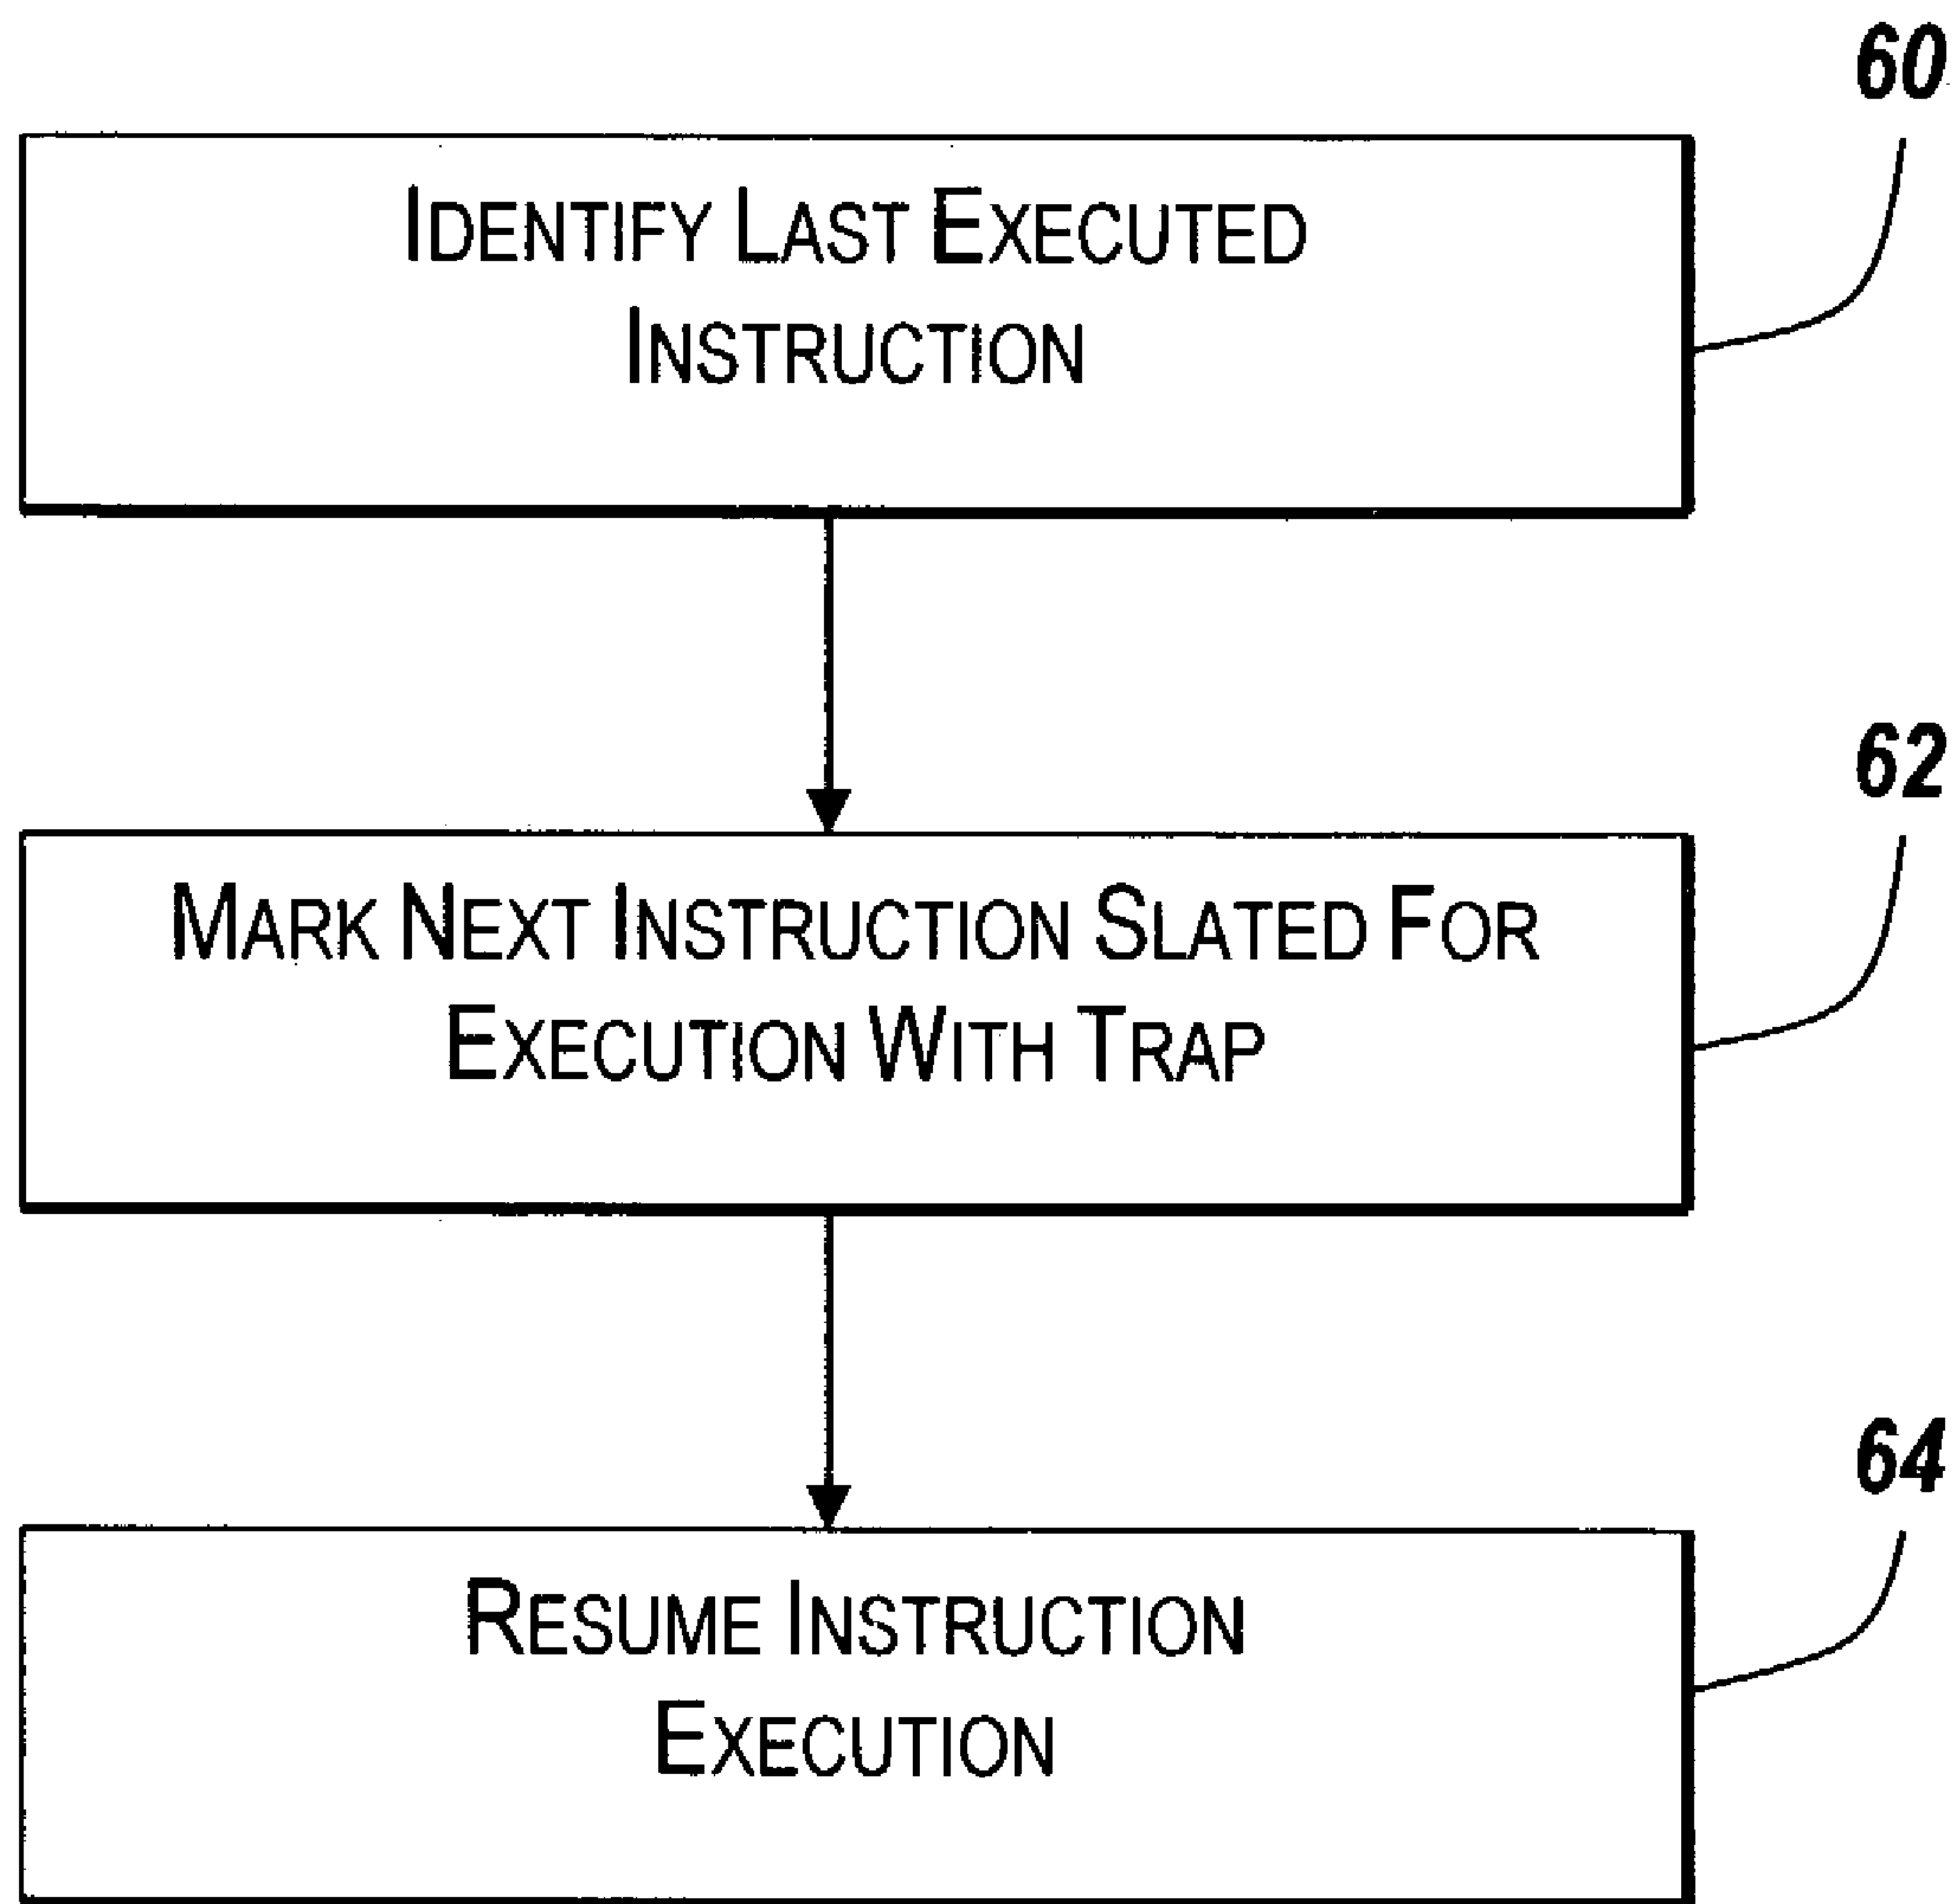 60
IDENTIFY LAST EXECUTED
INSTRUCTION
62
MARK NEXT INSTRUCTION SLATED FOR
EXECUTION WITH TRAP
64
RESUME INSTRUCTION
EXECUTION